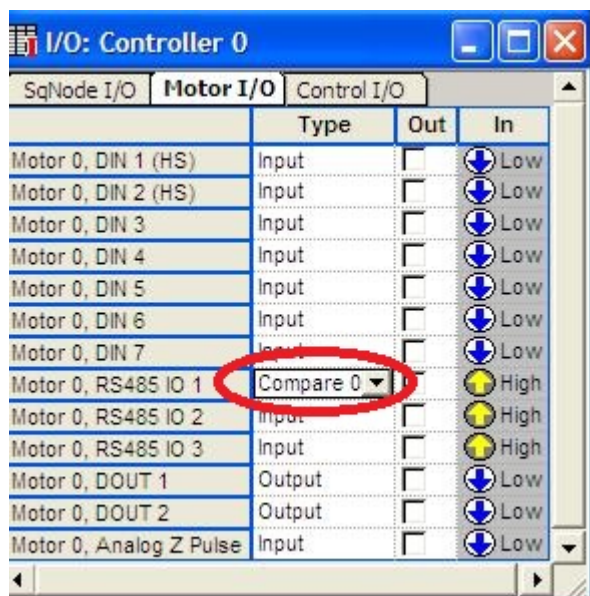 I/O: Controller 0
SqNode I/O Motor I/O Control I/O
Type Out In
Motor 0, DIN 1 (HS) Input Low
Motor 0, DIN 2 (HS) Input Low
Motor 0, DIN 3 Input Low
Motor 0, DIN 4 Input Low
Motor 0, DIN 5 Input Low
Motor 0, DIN 6 Input Low
Motor 0, DIN 7 Input Low
Motor 0, RS485 IO 1 Compare 0 High
Motor 0, RS485 IO 2 Input High
Motor 0, RS485 IO 3 Input High
Motor 0, DOUT 1 Output Low
Motor 0, DOUT 2 Output Low
Motor 0, Analog Z Pulse Input Low